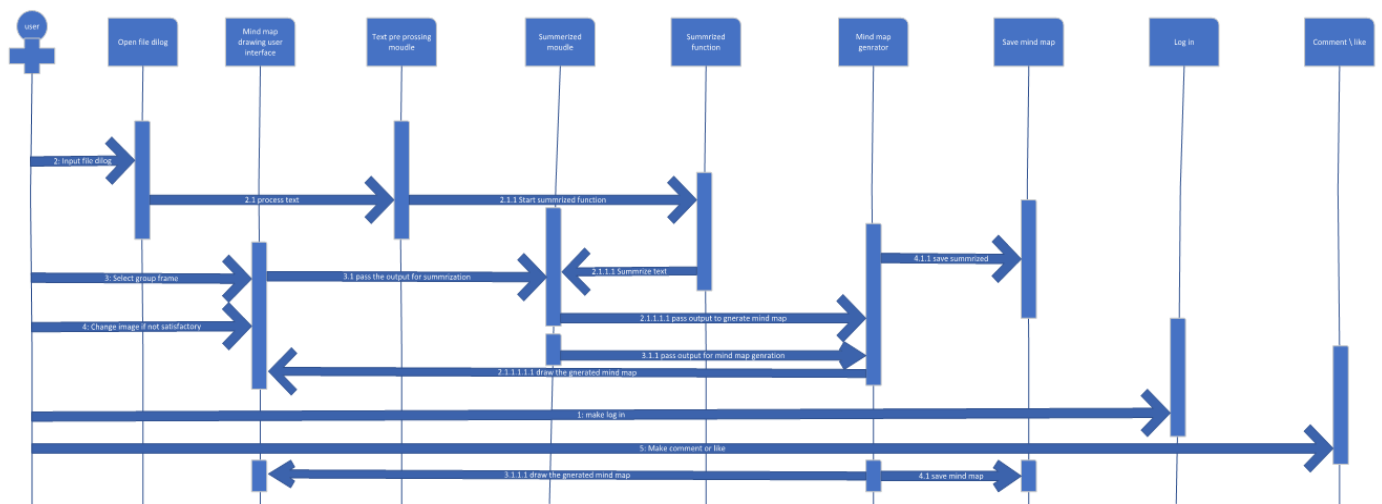 user
Open file dilog
Mind map
drawing user
interface
Text pre prossing
moudle
Summerized
moudle
Summrized
function
Mind map
genrator
Save mind map
Log in
Comment \ like
2: Input file dilog
2.1 process text
2.1.1 Start summrized function
4.1.1 save summrized
3: Select group frame
3.1 pass the output for summrization
2.1.1.1 Summrize text
4: Change image if not satisfactory
2.1.1.1.1 pass output to gnerate mind map
3.1.1 pass output for mind map genration
2.1.1.1.1.1 draw the gnerated mind map
1: make log in
5: Make comment or like
3.1.1.1 draw the gnerated mind map
4.1 save mind map